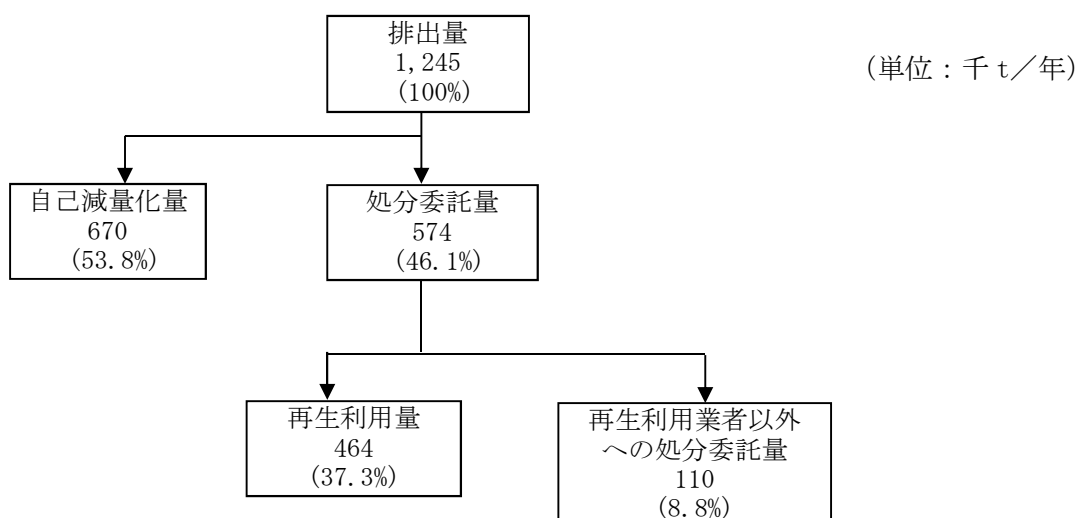 排出量
1,245
(100%)
(単位:千t/年)
自己減量化量
670
(53.8%)
処分委託量
574
(46.1%)
再生利用量
464
(37.3%)
再生利用業者以外
への処分委託量
110
(8.8%)